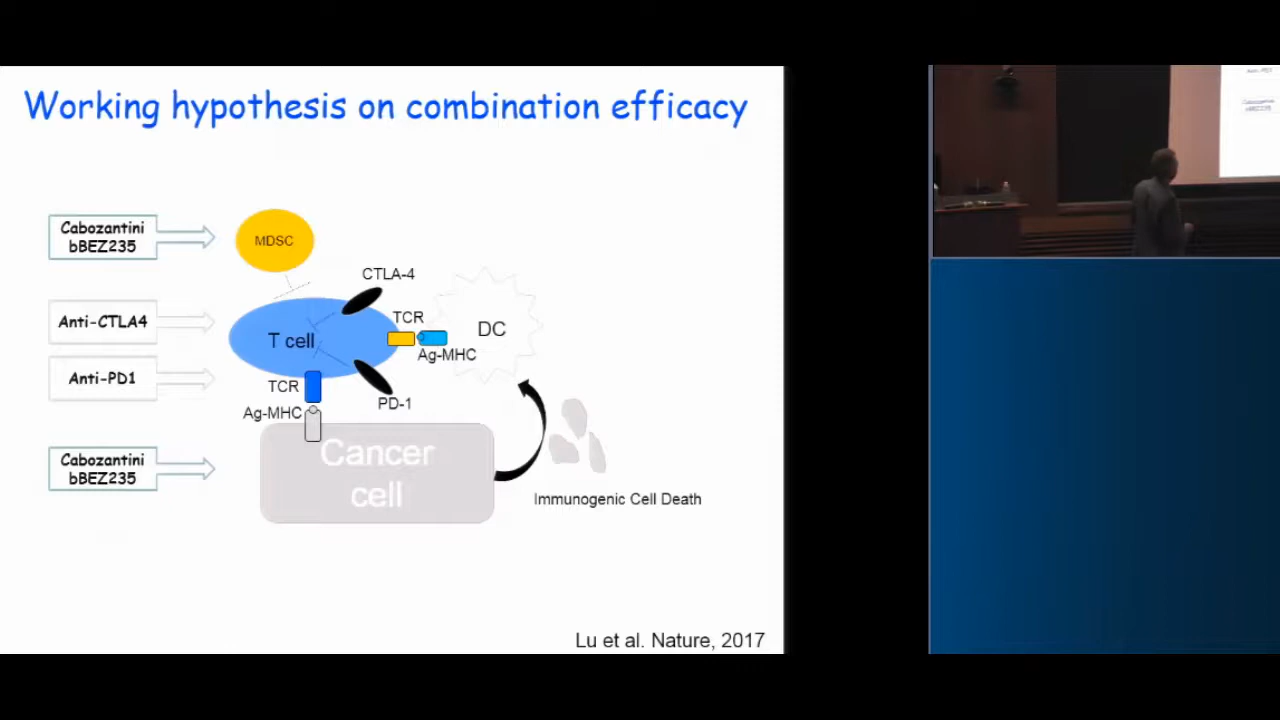 Working hypothesis on combination efficacy
Cabozantini
bBEZ235
MDSC
CTLA-4
Anti-CTLA4
TCR
DC
T cell
Ag-MHC
Anti-PD1
TCR
PD-1
Ag-MHC
Cancer
cell
Cabozantini
bBEZ235
Immunogenic Cell Death
Lu et al. Nature, 2017